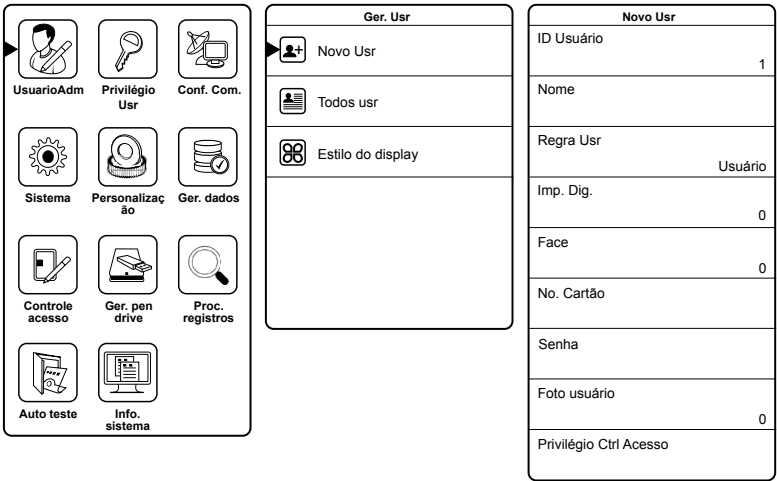 UsuarioAdm
Privilégio
Usr
Conf. Com.
Sistema
Personalizaç
ão
Ger. dados
Controle
acesso
Ger. pen
drive
Proc.
registros
Auto teste
Info.
sistema
Ger. Usr
Novo Usr
Todos usr
Estilo do display
Novo Usr
ID Usuário
1
Nome
Regra Usr
Usuário
Imp. Dig.
0
Face
0
No. Cartão
Senha
Foto usuário
0
Privilégio Ctrl Acesso